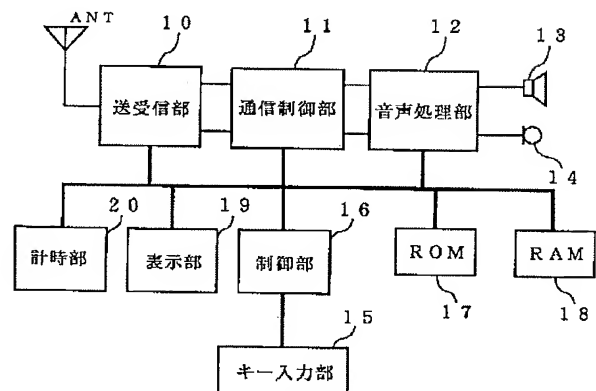 ANT
10
11
12
13
送受信部
通信制御部
音声処理部
14
20
19
16
計時部
表示部
制御部
ROM
RAM
17
18
15
キー入力部